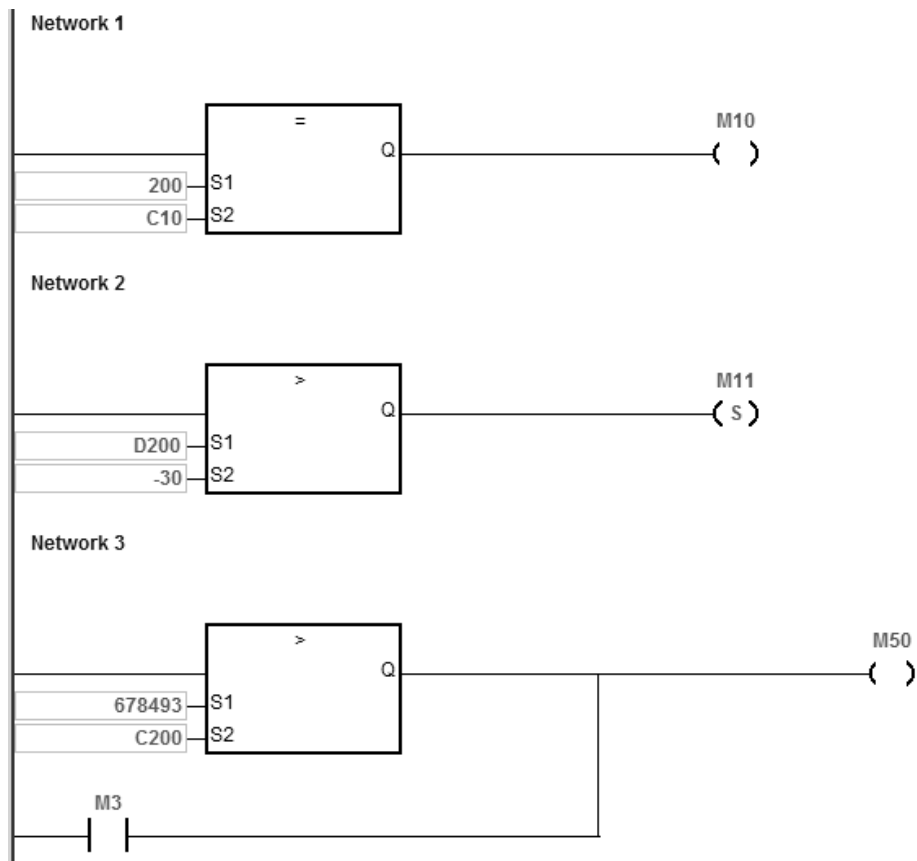 Network 1
=
M10
Q
200 S1
C10 S2
Network 2
>
M11
Q
( S )
D200 S1
-30 S2
Network 3
>
M50
Q
678493 S1
C200 S2
M3